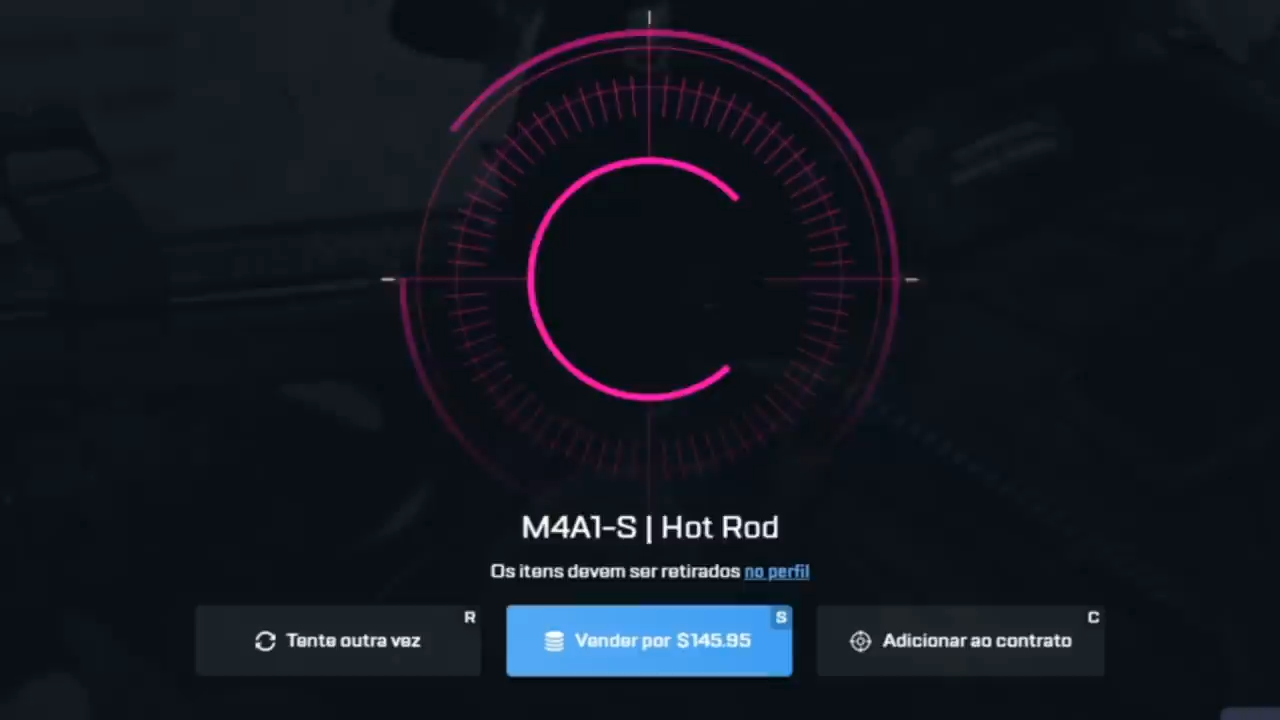 M4A1-S | Hot Rod
Os itens devem ser retirados no perfil
R
Tente outra vez
S
Vender por $145.95
C
Adicionar ao contrato